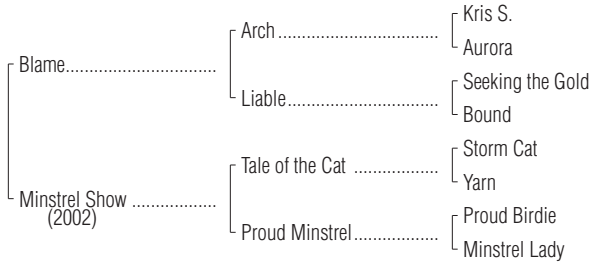 Kris S.
Arch ........................................
Aurora
Blame................................
Seeking the Gold
Liable......................................
Bound
Storm Cat
Tale of the Cat ..................
Yarn
Minstrel Show ..................
(2002)
Proud Birdie
Proud Minstrel..................
Minstrel Lady